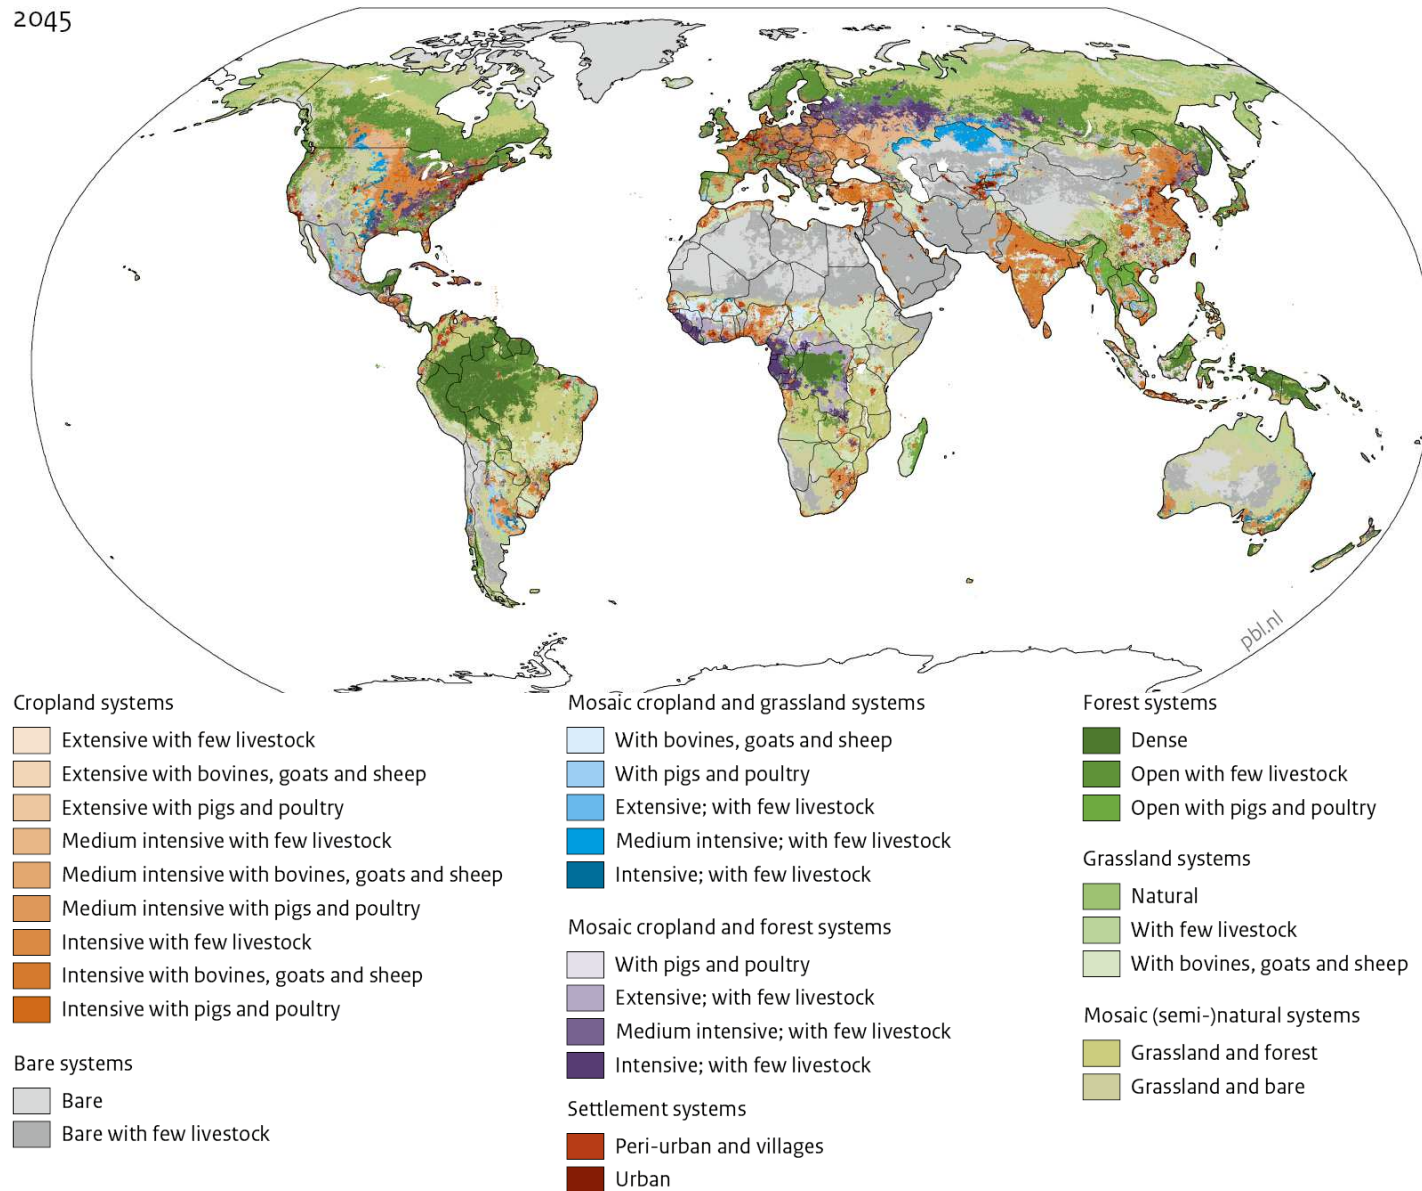 2045
pbl.nl
Cropland systems
Extensive with few livestock
Extensive with bovines, goats and sheep
Extensive with pigs and poultry
Medium intensive with few livestock
Medium intensive with bovines, goats and sheep
Medium intensive with pigs and poultry
Intensive with few livestock
Intensive with bovines, goats and sheep
Intensive with pigs and poultry
Bare systems
Bare
Bare with few livestock
Mosaic cropland and grassland systems
With bovines, goats and sheep
With pigs and poultry
Extensive; with few livestock
Medium intensive; with few livestock
Intensive; with few livestock
Mosaic cropland and forest systems
With pigs and poultry
Extensive; with few livestock
Medium intensive; with few livestock
Intensive; with few livestock
Settlement systems
Peri-urban and villages
Urban
Forest systems
Dense
Open with few livestock
Open with pigs and poultry
Grassland systems
Natural
With few livestock
With bovines, goats and sheep
Mosaic (semi-)natural systems
Grassland and forest
Grassland and bare